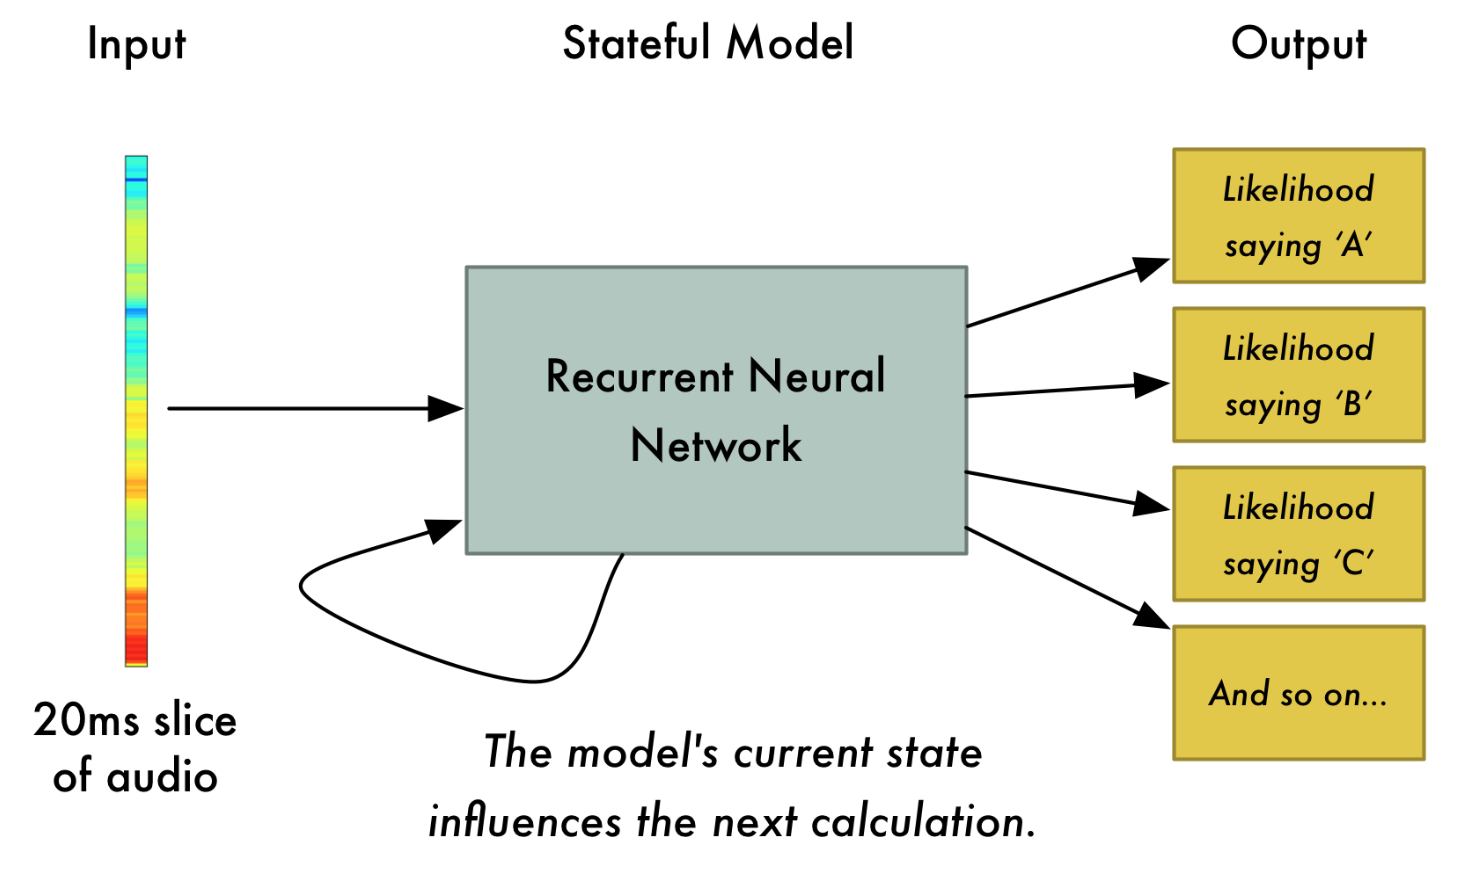 Input
Stateful Model
Output
20ms slice
of audio
Recurrent Neural
Network
The model's current state
influences the next calculation.
Likelihood
saying ‘A’
Likelihood
saying ‘B’
Likelihood
saying ‘C’
And so on...